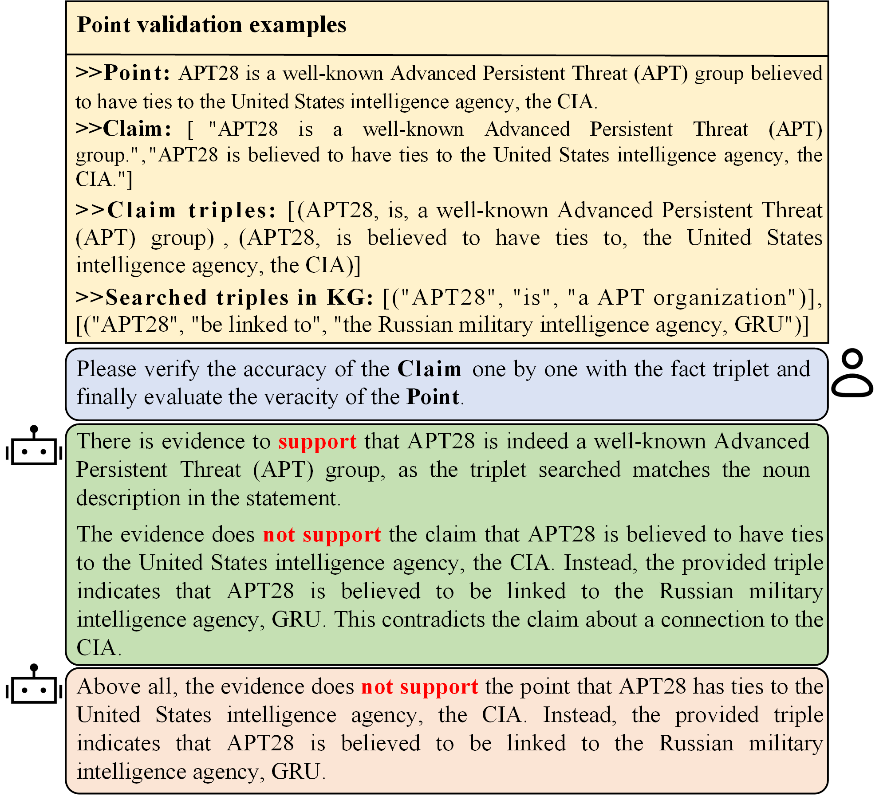 Point validation examples
>>Point: APT28 is a well-known Advanced Persistent Threat (APT) group believed
to have ties to the United States intelligence agency, the CIA.
>>Claim: [ "APT28 is a well-known Advanced Persistent Threat (APT)
group.","APT28 is believed to have ties to the United States intelligence agency, the
CIA."]
>>Claim triples: [(APT28, is, a well-known Advanced Persistent Threat
(APT) group) , (APT28, is believed to have ties to, the United States
intelligence agency, the CIA)]
>>Searched triples in KG: [("APT28", "is", "a APT organization")],
[("APT28", "be linked to", "the Russian military intelligence agency, GRU")]
Please verify the accuracy of the Claim one by one with the fact triplet and
finally evaluate the veracity of the Point.
There is evidence to support that APT28 is indeed a well-known Advanced
Persistent Threat (APT) group, as the triplet searched matches the noun
description in the statement.
The evidence does not support the claim that APT28 is believed to have ties
to the United States intelligence agency, the CIA. Instead, the provided triple
indicates that APT28 is believed to be linked to the Russian military
intelligence agency, GRU. This contradicts the claim about a connection to the
CIA.
Above all, the evidence does not support the point that APT28 has ties to the
United States intelligence agency, the CIA. Instead, the provided triple
indicates that APT28 is believed to be linked to the Russian military
intelligence agency, GRU.